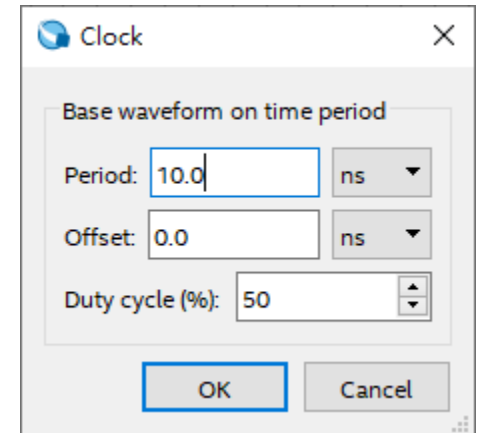 Clock
Base waveform on time period
Period: 10.0 ns
Offset: 0.0 ns
Duty cycle (%): 50
OK Cancel